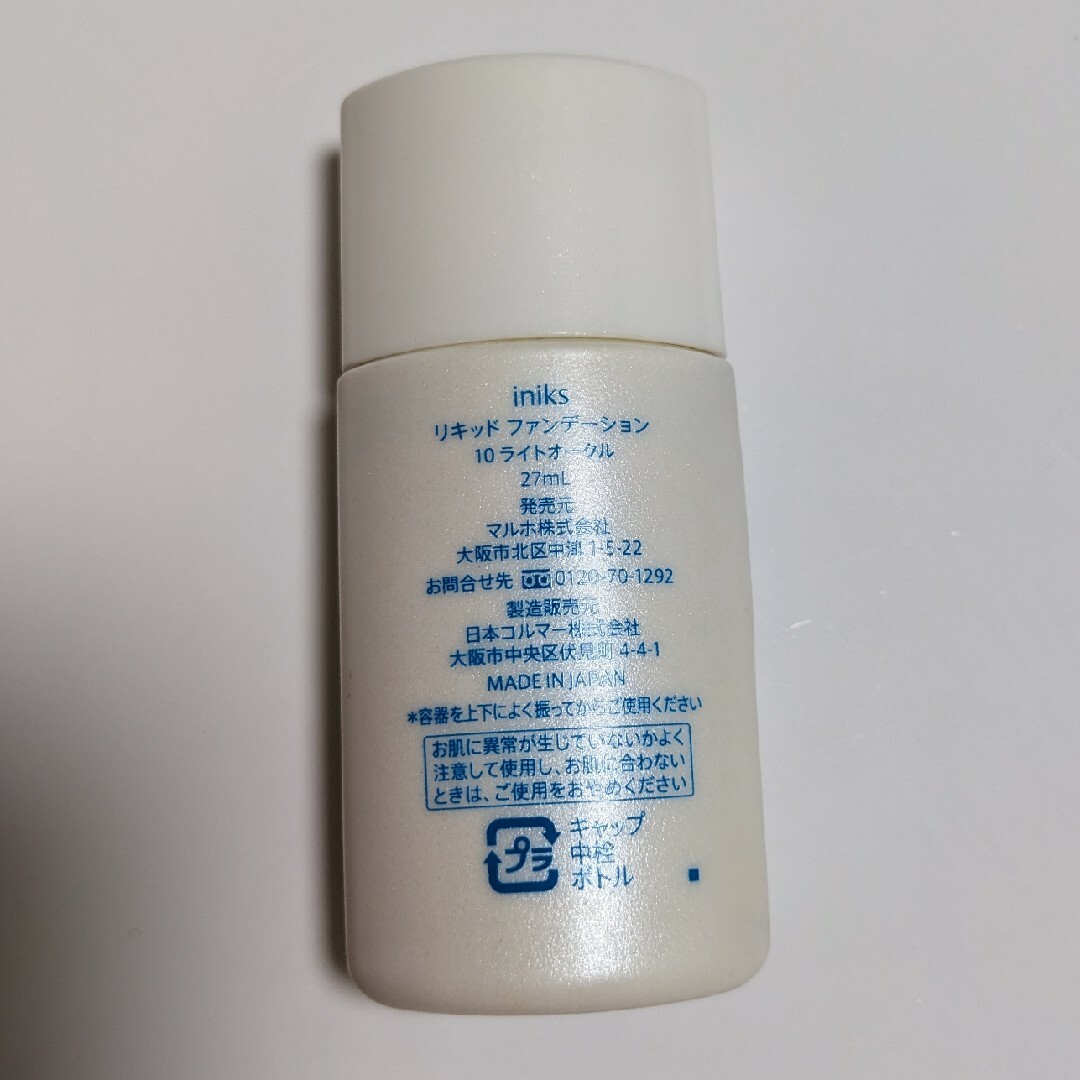 iniks
リキッド ファンデーション
10 ライトオークル
27mL
発売元
マルホ株式会社
大阪市北区中津 1-5-22
お問合せ先 0120-70-1292
製造販売元
日本コルマー株式会社
大阪市中央区伏見町 4-4-1
MADE IN JAPAN
*容器を上下によく振ってからご使用ください
お肌に異常が生じていないかよく
注意して使用し、お肌に合わない
ときは、ご使用をおやめください
プラ
キャップ
中栓
ボトル